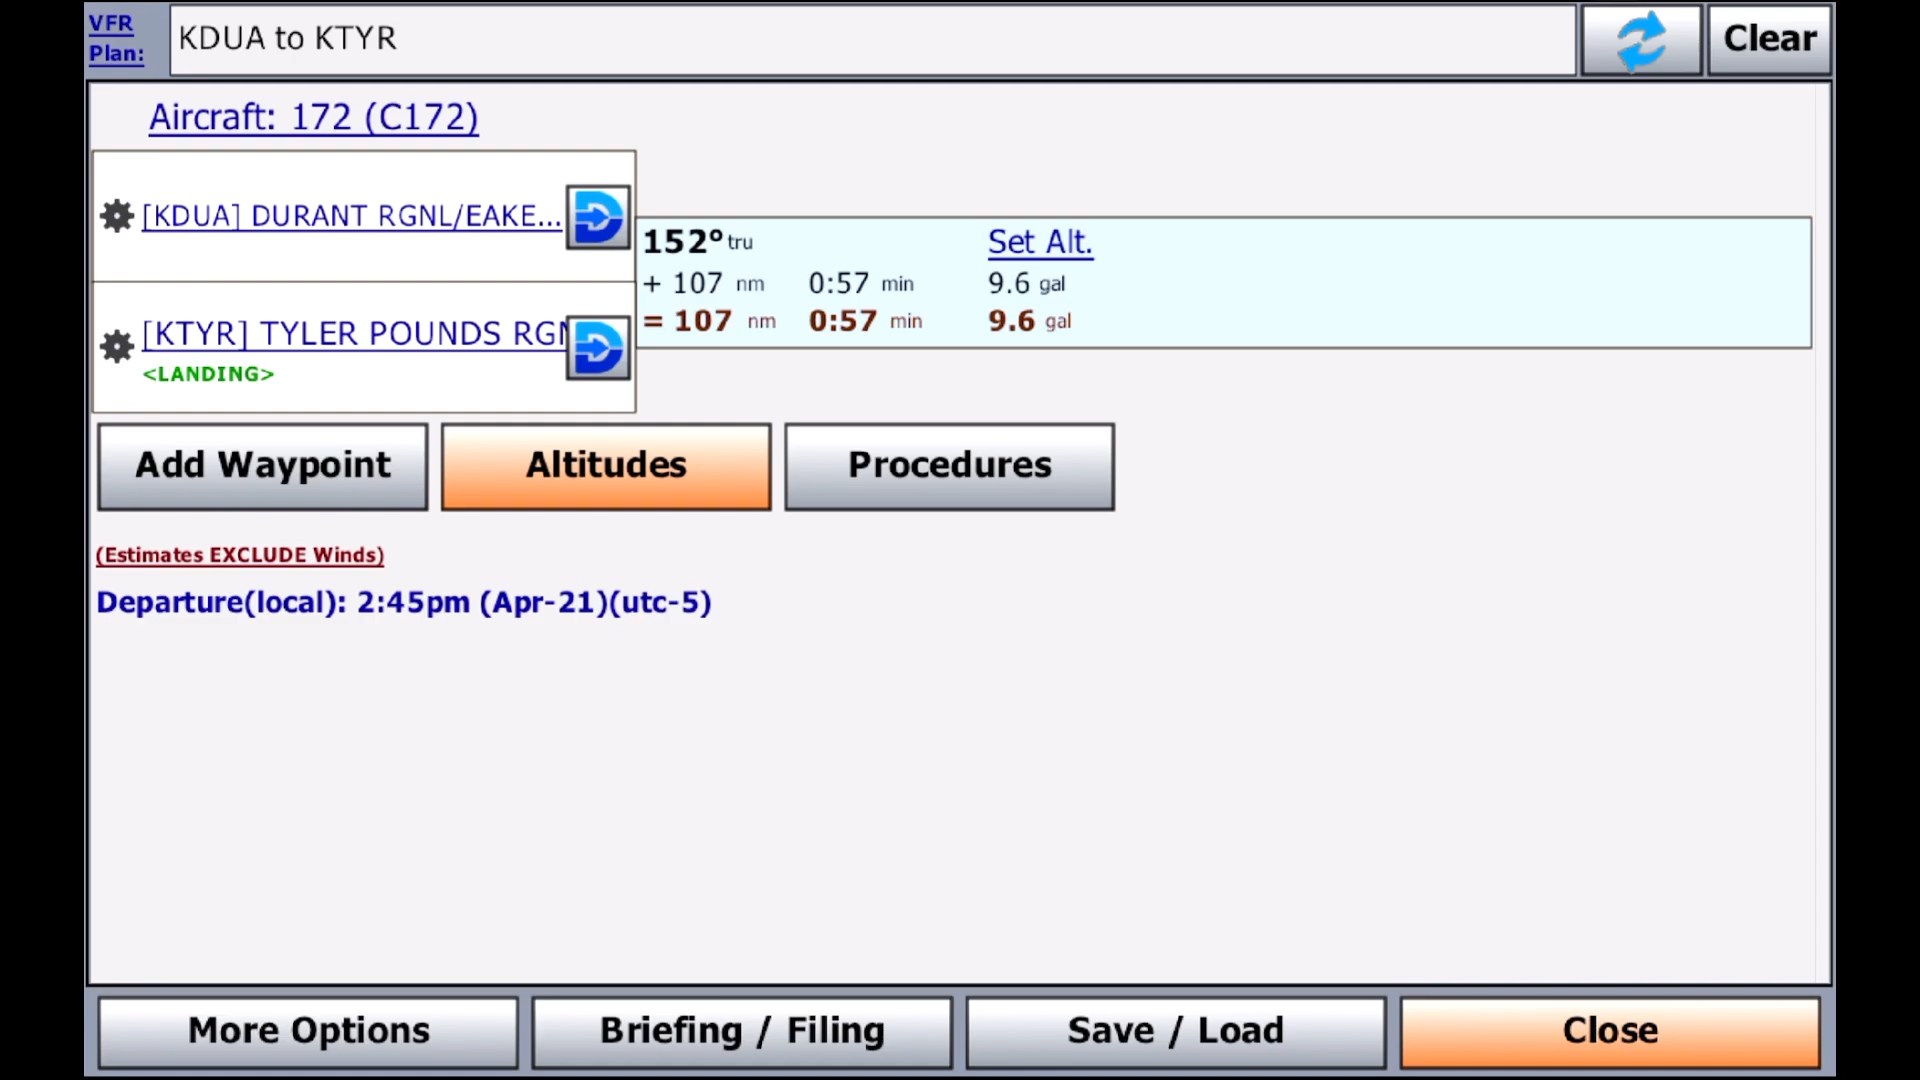 VFR
Plan:
KDUA to KTYR
Clear
Aircraft: 172 (C172)
[KDUA] DURANT RGNL/EAKE...
152° tru
Set Alt.
+ 107 nm 0:57 min 9.6 gal
= 107 nm 0:57 min 9.6 gal
[KTYR] TYLER POUNDS RGN
<LANDING>
Add Waypoint
Altitudes
Procedures
(Estimates EXCLUDE Winds)
Departure(local): 2:45pm (Apr-21)(utc-5)
More Options
Briefing / Filing
Save / Load
Close